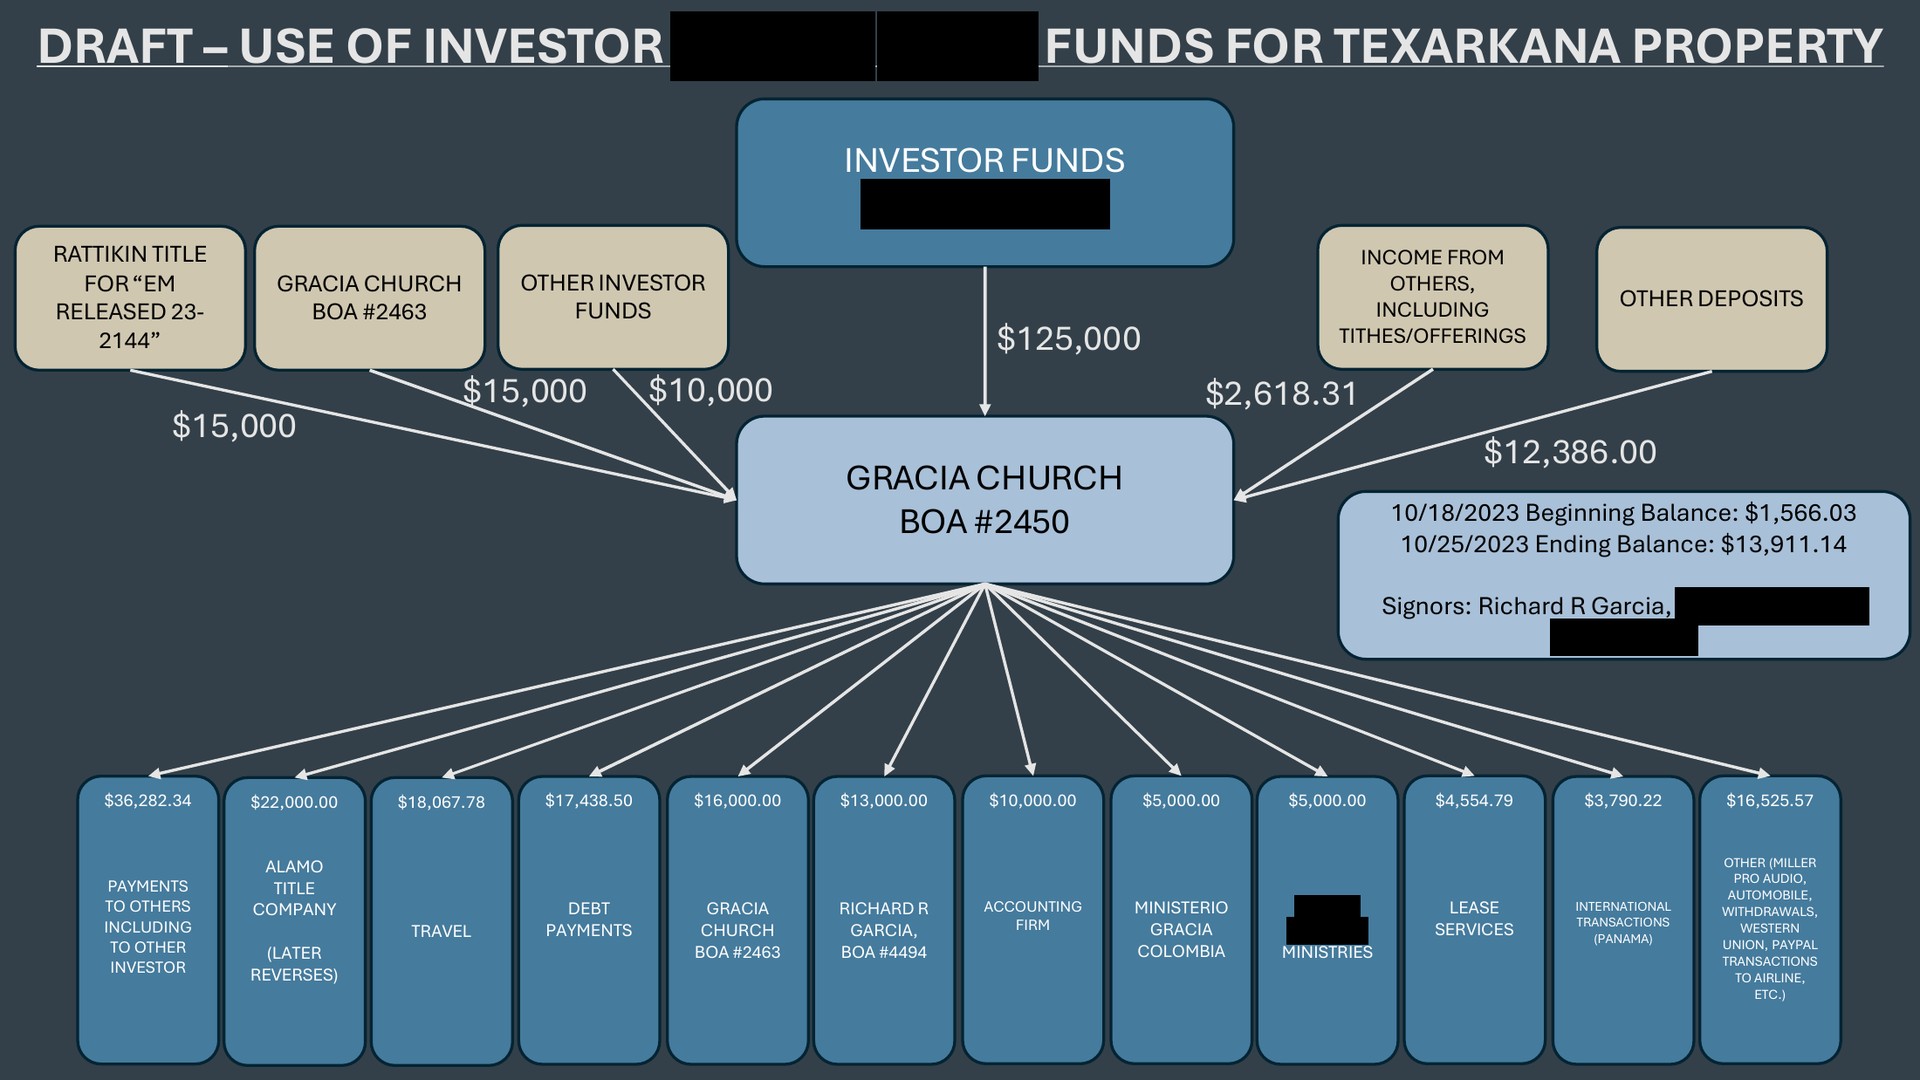 DRAFT – USE OF INVESTOR FUNDS FOR TEXARKANA PROPERTY
INVESTOR FUNDS
RATTIKIN TITLE
FOR “EM
RELEASED 23-
2144”
GRACIA CHURCH
BOA #2463
OTHER INVESTOR
FUNDS
INCOME FROM
OTHERS,
INCLUDING
TITHES/OFFERINGS
OTHER DEPOSITS
$125,000
$15,000
$15,000
$10,000
$2,618.31
$12,386.00
GRACIA CHURCH
BOA #2450
10/18/2023 Beginning Balance: $1,566.03
10/25/2023 Ending Balance: $13,911.14
Signors: Richard R Garcia,
$36,282.34
PAYMENTS
TO OTHERS
INCLUDING
TO OTHER
INVESTOR
$22,000.00
ALAMO
TITLE
COMPANY
(LATER
REVERSES)
$18,067.78
TRAVEL
$17,438.50
DEBT
PAYMENTS
$16,000.00
GRACIA
CHURCH
BOA #2463
$13,000.00
RICHARD R
GARCIA,
BOA #4494
$10,000.00
ACCOUNTING
FIRM
$5,000.00
MINISTERIO
GRACIA
COLOMBIA
$5,000.00
MINISTRIES
$4,554.79
LEASE
SERVICES
$3,790.22
INTERNATIONAL
TRANSACTIONS
(PANAMA)
$16,525.57
OTHER (MILLER
PRO AUDIO,
AUTOMOBILE,
WITHDRAWALS,
WESTERN
UNION, PAYPAL
TRANSACTIONS
TO AIRLINE,
ETC.)